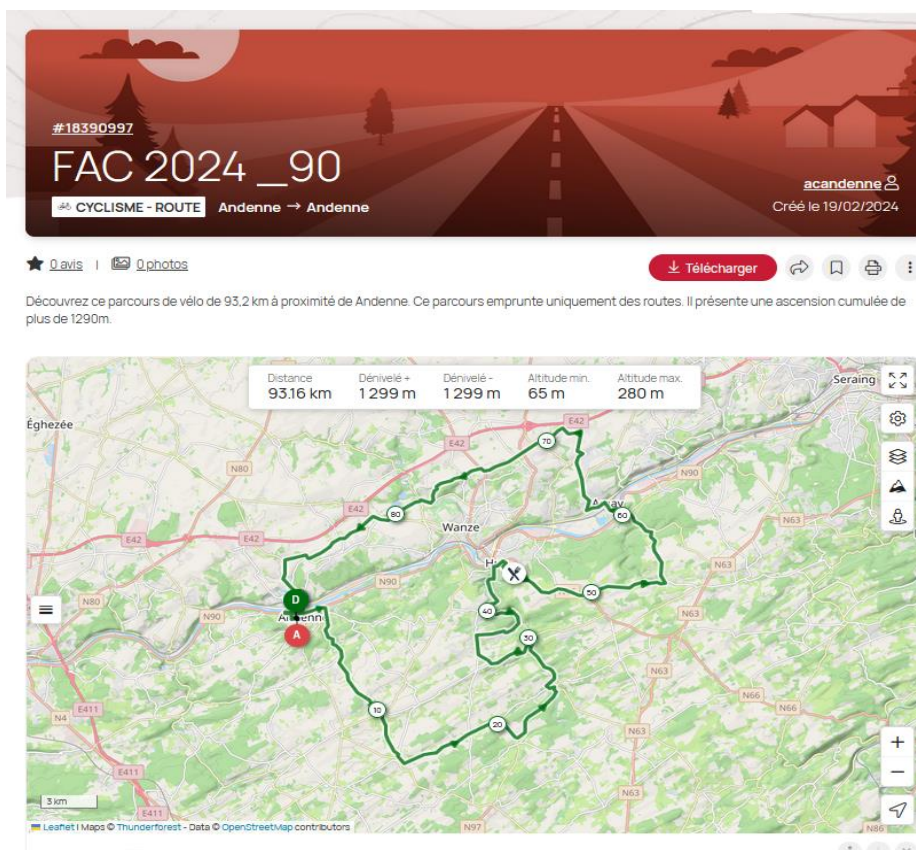 #18390997
FAC 2024 _90
acandenne
CYCLISME - ROUTE Andenne → Andenne
Créé le 19/02/2024
0 avis | 0 photos
Télécharger
Découvrez ce parcours de vélo de 93,2 km à proximité de Andenne. Ce parcours emprunte uniquement des routes. Il présente une ascension cumulée de
plus de 1290m.
Distance Dénivelé + Dénivelé - Altitude min. Altitude max.
93.16 km 1 299 m 1 299 m 65 m 280 m
Seraing
Éghezée
E42
70
E42
N80
N90
E42
80
60
Wanze
N63
E42
E42
N63
N90
50
D
N80
40
N90
N63
A
30
N63
N66
E411
10
20
N66
N4
N63
E411
+
−
3 km
N63
E411
N97
N86
Leaflet | Maps © Thunderforest - Data © OpenStreetMap contributors